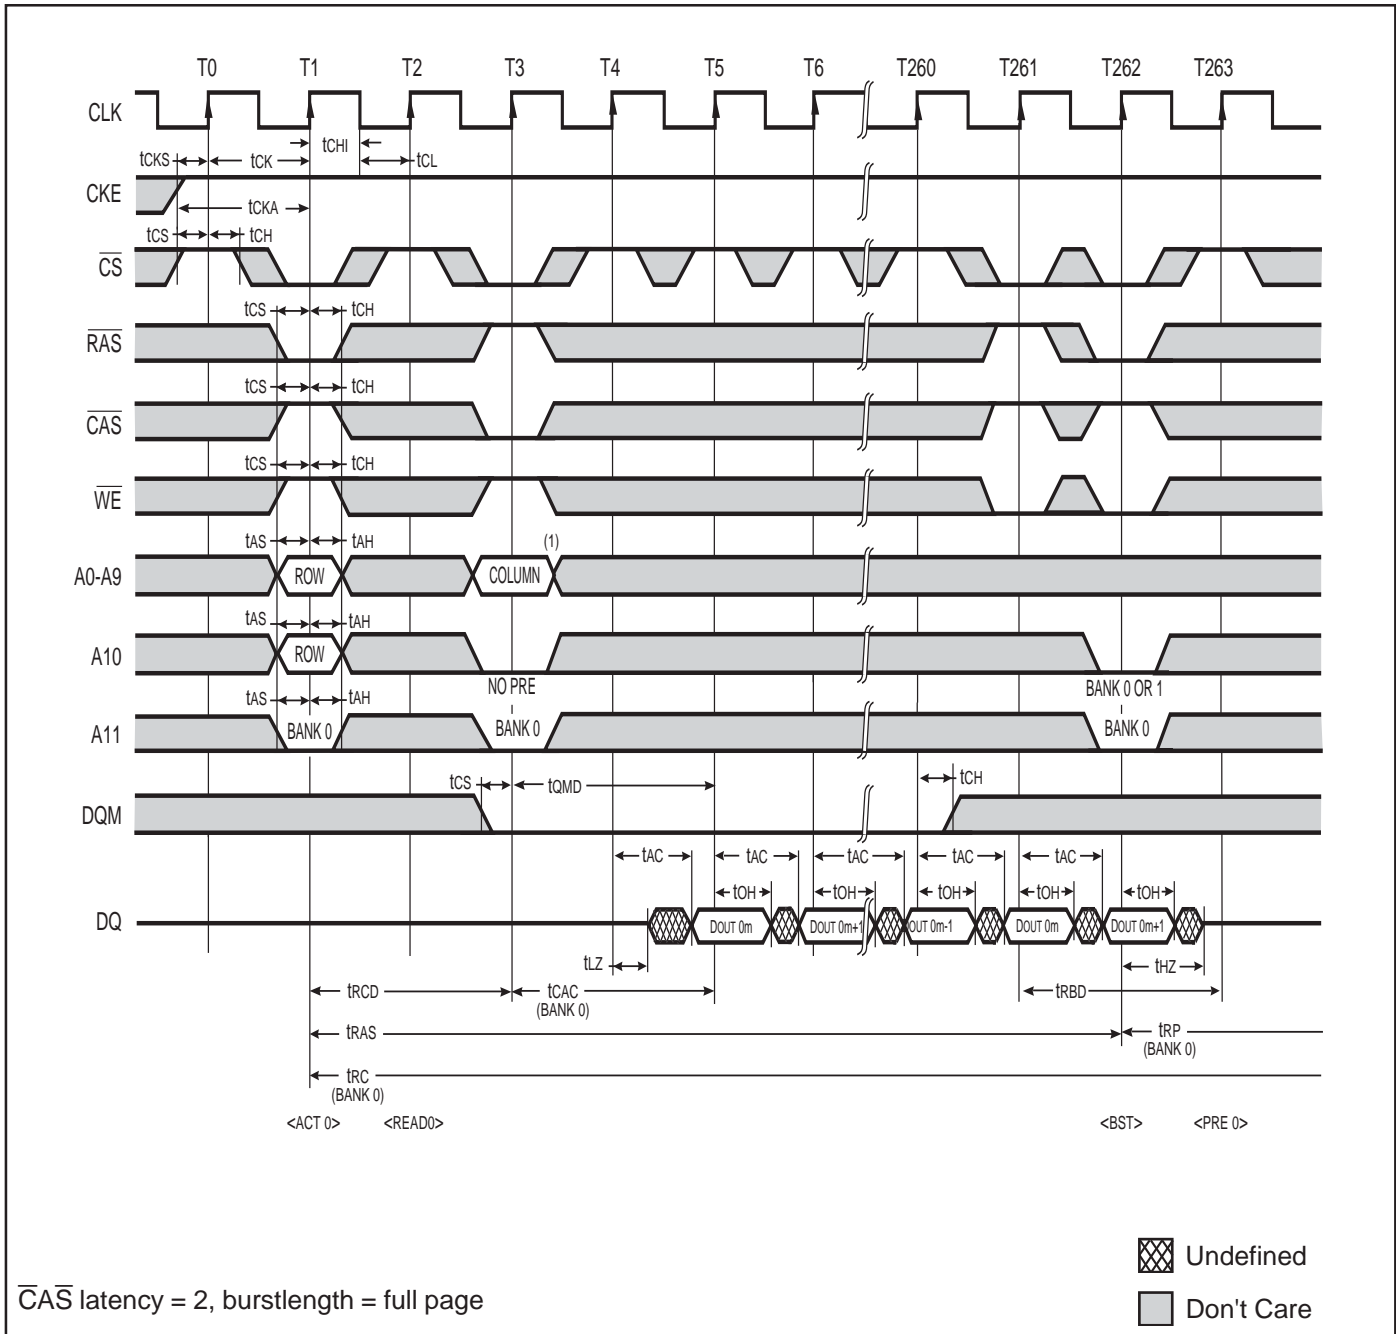 T0 T1 T2 T3 T4 T5 T6 T260 T261 T262 T263
CLK
tCHI
tCKS tCK tCL
CKE
tCKA
tCS tCH
CS
tCS tCH
RAS
tCS tCH
CAS
tCS tCH
WE
tAS tAH (1)
A0-A9 ROW COLUMN
tAS tAH
A10 ROW
NO PRE BANK 0 OR 1
tAS tAH
A11 BANK 0 BANK 0 BANK 0
tCS tQMD tCH
DQM
tAC tAC tAC tAC tAC
tOH tOH tOH tOH tOH
DQ DOUT 0m DOUT 0m+1 OUT 0m-1 DOUT 0m DOUT 0m+1
tLZ tHZ
tRCD tCAC tRBD
(BANK 0)
tRAS tRP
(BANK 0)
tRC
(BANK 0)
<ACT 0> <READ0> <BST> <PRE 0>
Undefined
CAS latency = 2, burstlength = full page
Don't Care